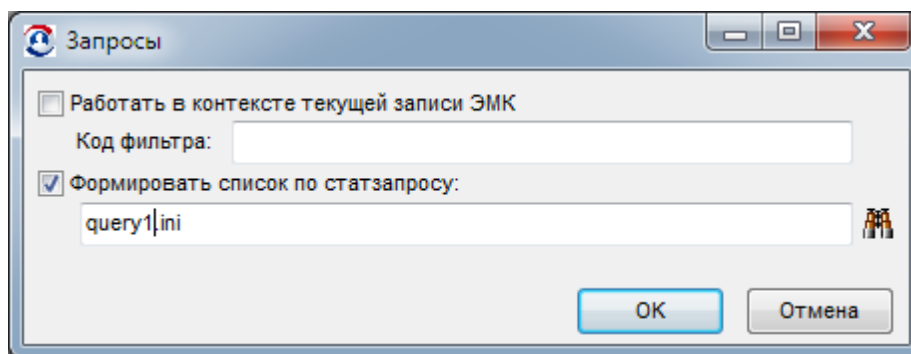 Запросы
Работать в контексте текущей записи ЭМК
Код фильтра:
Формировать список по статзапросу:
query1.ini
OK
Отмена